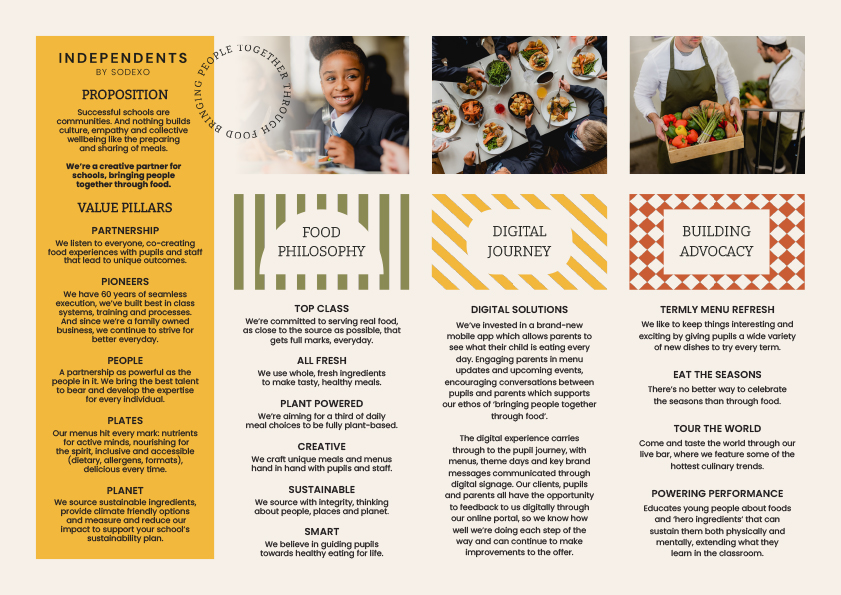 INDEPENDENTS
BY SODEXO
PROPOSITION
Successful schools are
communities. And nothing builds
culture, empathy and collective
wellbeing like the preparing
and sharing of meals.
We're a creative partner for
schools, bringing people
together through food.
VALUE PILLARS
PARTNERSHIP
We listen to everyone, co-creating
food experiences with pupils and staff
that lead to unique outcomes.
PIONEERS
We have 60 years of seamless
execution, we've built best in class
systems, training and processes.
And since we're a family owned
business, we continue to strive for
better everyday.
PEOPLE
A partnership as powerful as the
people in it. We bring the best talent
to bear and develop the expertise
for every individual.
PLATES
Our menus hit every mark: nutrients
for active minds, nourishing for
the spirit, inclusive and accessible
(dietary, allergens, formats),
delicious every time.
PLANET
We source sustainable ingredients,
provide climate friendly options
and measure and reduce our
impact to support your school's
sustainability plan.
BRINGING PEOPLE TOGETHER THROUGH FOOD
FOOD
PHILOSOPHY
TOP CLASS
We're committed to serving real food,
as close to the source as possible, that
gets full marks, everyday.
ALL FRESH
We use whole, fresh ingredients
to make tasty, healthy meals.
PLANT POWERED
We're aiming for a third of daily
meal choices to be fully plant-based.
CREATIVE
We craft unique meals and menus
hand in hand with pupils and staff.
SUSTAINABLE
We source with integrity, thinking
about people, places and planet.
SMART
We believe in guiding pupils
towards healthy eating for life.
DIGITAL
JOURNEY
DIGITAL SOLUTIONS
We've invested in a brand-new
mobile app which allows parents to
see what their child is eating every
day. Engaging parents in menu
updates and upcoming events,
encouraging conversations between
pupils and parents which supports
our ethos of 'bringing people together
through food'.
The digital experience carries
through to the pupil journey, with
menus, theme days and key brand
messages communicated through
digital signage. Our clients, pupils
and parents all have the opportunity
to feedback to us digitally through
our online portal, so we know how
well we're doing each step of the
way and can continue to make
improvements to the offer.
BUILDING
ADVOCACY
TERMLY MENU REFRESH
We like to keep things interesting and
exciting by giving pupils a wide variety
of new dishes to try every term.
EAT THE SEASONS
There's no better way to celebrate
the seasons than through food.
TOUR THE WORLD
Come and taste the world through our
live bar, where we feature some of the
hottest culinary trends.
POWERING PERFORMANCE
Educates young people about foods
and 'hero ingredients' that can
sustain them both physically and
mentally, extending what they
learn in the classroom.